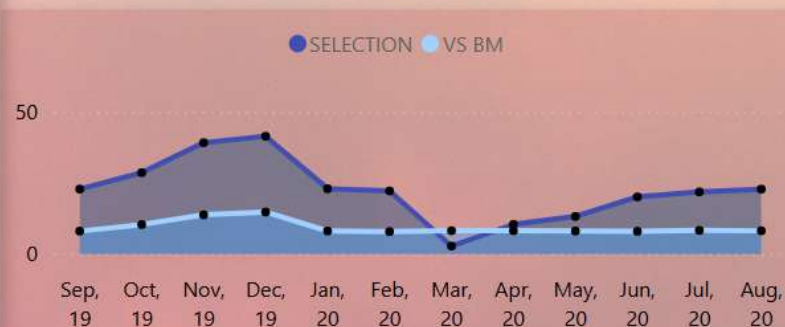 SELECTION VS BM
50
0
Sep, Oct, Nov, Dec, Jan, Feb, Mar, Apr, May, Jun, Jul, Aug,
19 19 19 19 20 20 20 20 20 20 20 20